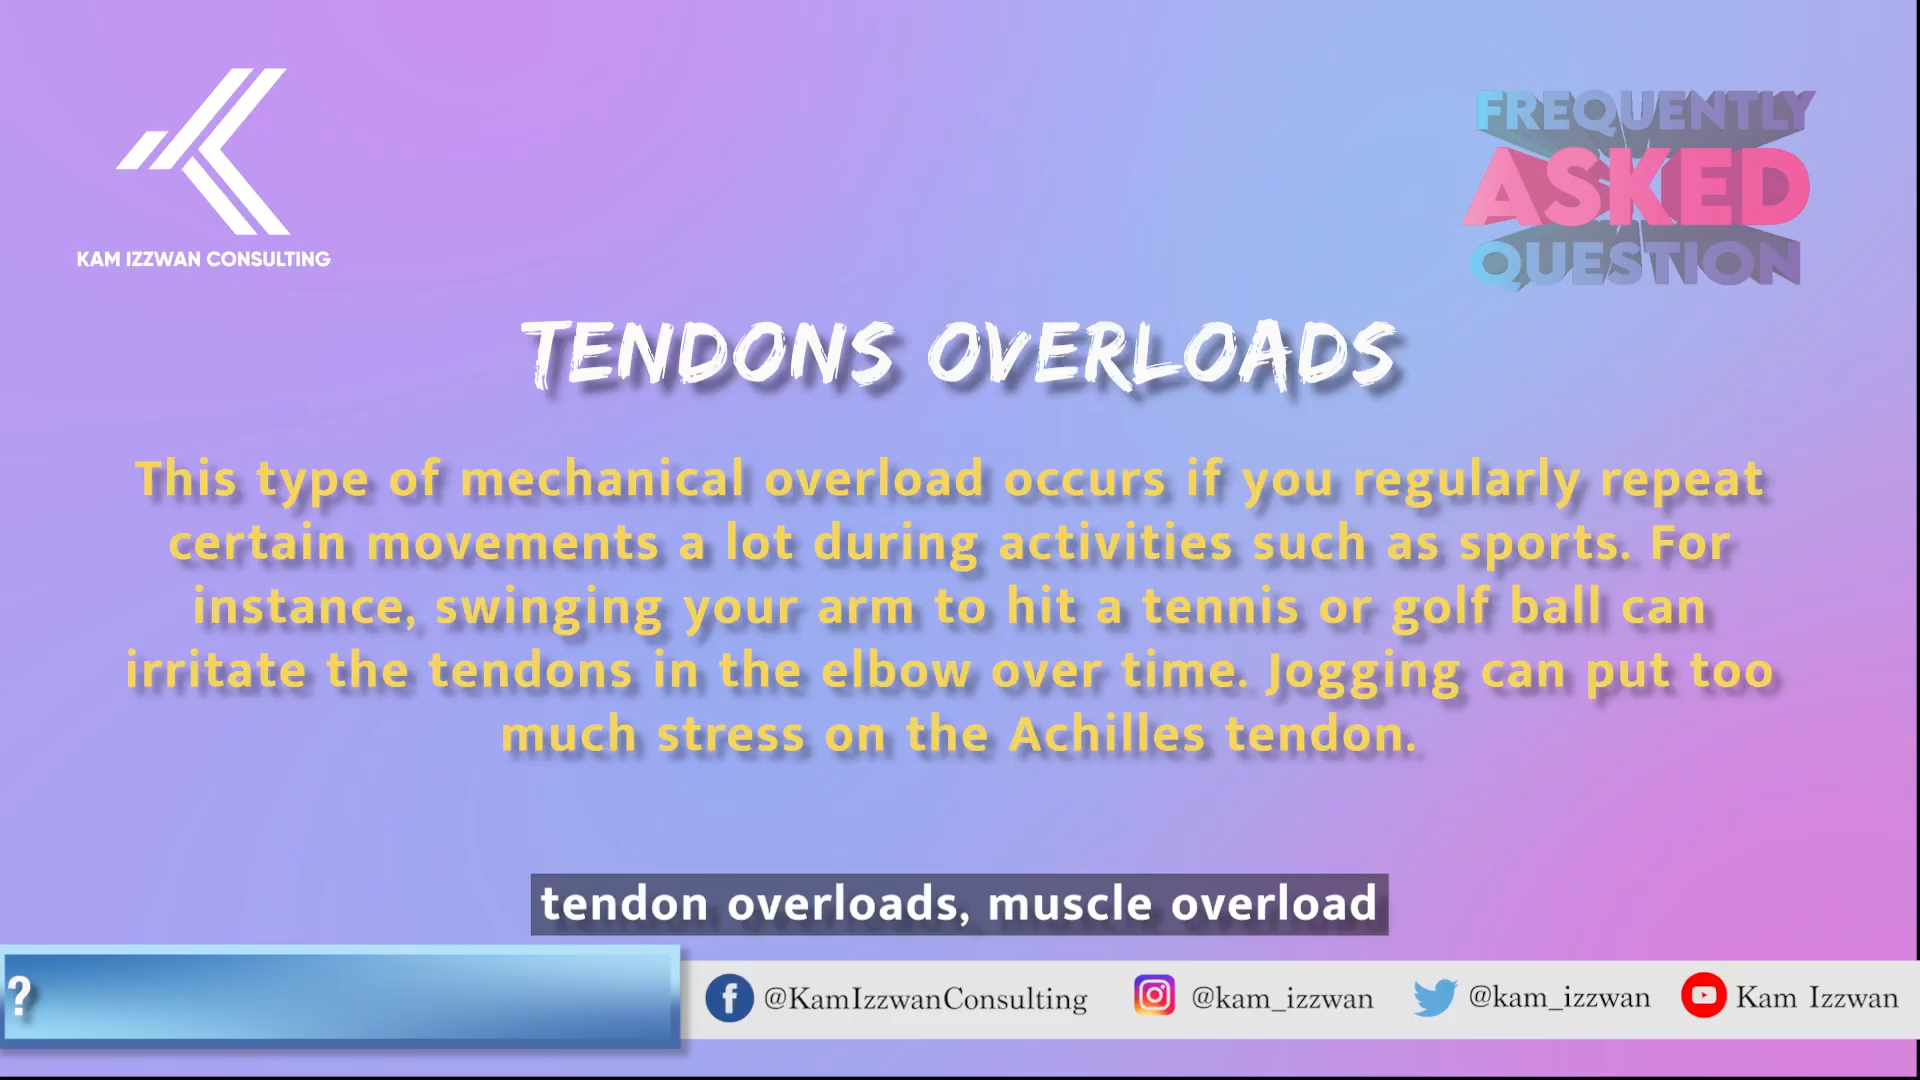 KAM IZZWAN CONSULTING
FREQUENTLY
ASKED
QUESTION
TENDONS OVERLOADS
This type of mechanical overload occurs if you regularly repeat
certain movements a lot during activities such as sports. For
instance, swinging your arm to hit a tennis or golf ball can
irritate the tendons in the elbow over time. Jogging can put too
much stress on the Achilles tendon.
tendon overloads, muscle overload
?
@KamIzzwanConsulting
@kam_izzwan
@kam_izzwan
Kam Izzwan